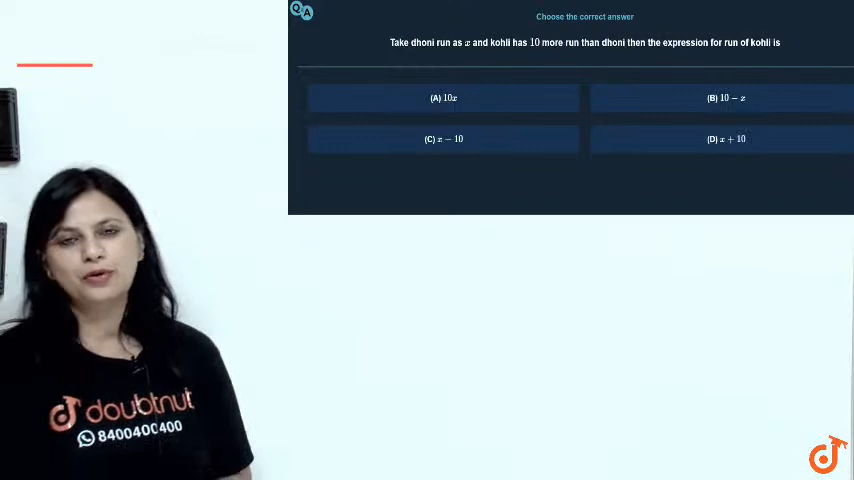 QA
Choose the correct answer
Take dhoni run as x and kohli has 10 more run than dhoni then the expression for run of kohli is
(A) 10x
(B) 10 − x
(C) x − 10
(D) x + 10
doubtnut
8400400400